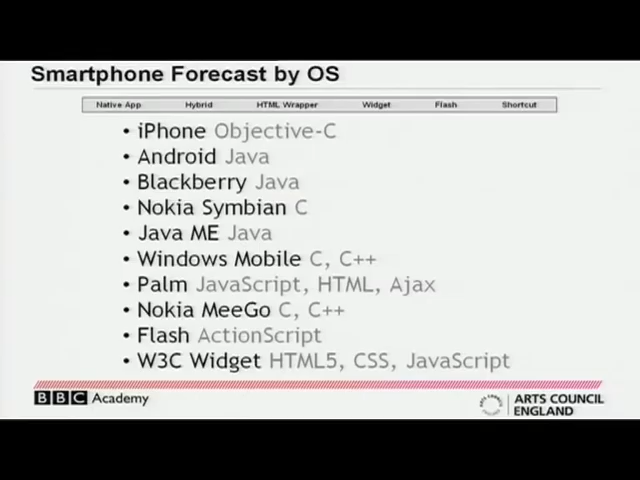 Smartphone Forecast by OS
Native App Hybrid HTML Wrapper Widget Flash Shortcut
• iPhone Objective-C
• Android Java
• Blackberry Java
• Nokia Symbian C
• Java ME Java
• Windows Mobile C, C++
• Palm JavaScript, HTML, Ajax
• Nokia MeeGo C, C++
• Flash ActionScript
• W3C Widget HTML5, CSS, JavaScript
BBC Academy
ARTS COUNCIL
ENGLAND